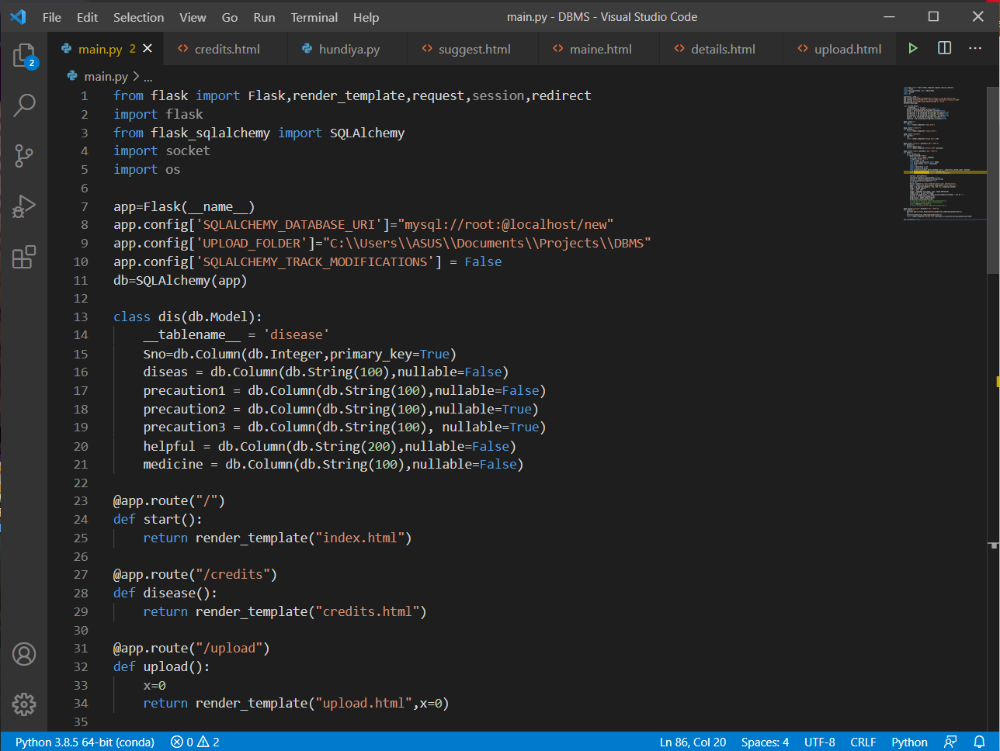 File Edit Selection View Go Run Terminal Help main.py - DBMS - Visual Studio Code
main.py 2 credits.html hundiya.py suggest.html maine.html details.html upload.html
2
main.py > ...
1 from flask import Flask,render_template,request,session,redirect
2 import flask
3 from flask_sqlalchemy import SQLAlchemy
4 import socket
5 import os
6
7 app=Flask(__name__)
8 app.config['SQLALCHEMY_DATABASE_URI']="mysql://root:@localhost/new"
9 app.config['UPLOAD_FOLDER']="C:\\Users\\ASUS\\Documents\\Projects\\DBMS"
10 app.config['SQLALCHEMY_TRACK_MODIFICATIONS'] = False
11 db=SQLAlchemy(app)
12
13 class dis(db.Model):
14     __tablename__ = 'disease'
15     Sno=db.Column(db.Integer,primary_key=True)
16     diseas = db.Column(db.String(100),nullable=False)
17     precaution1 = db.Column(db.String(100),nullable=False)
18     precaution2 = db.Column(db.String(100),nullable=True)
19     precaution3 = db.Column(db.String(100), nullable=True)
20     helpful = db.Column(db.String(200),nullable=False)
21     medicine = db.Column(db.String(100),nullable=False)
22
23 @app.route("/")
24 def start():
25     return render_template("index.html")
26
27 @app.route("/credits")
28 def disease():
29     return render_template("credits.html")
30
31 @app.route("/upload")
32 def upload():
33     x=0
34     return render_template("upload.html",x=0)
35
Python 3.8.5 64-bit (conda) 0 2 Ln 86, Col 20 Spaces: 4 UTF-8 CRLF Python